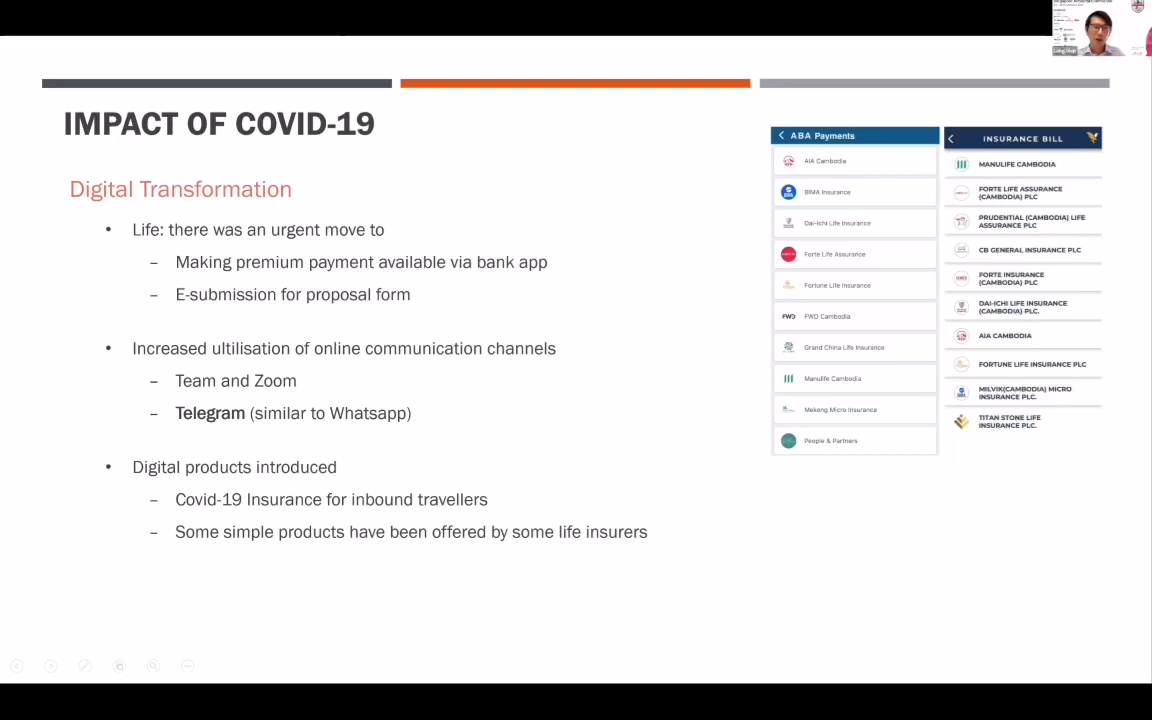 IMPACT OF COVID-19
Digital Transformation
• Life: there was an urgent move to
– Making premium payment available via bank app
– E-submission for proposal form
• Increased ultilisation of online communication channels
– Team and Zoom
– Telegram (similar to Whatsapp)
• Digital products introduced
– Covid-19 Insurance for inbound travellers
– Some simple products have been offered by some life insurers
ABA Payments
AIA Cambodia
BIMA Insurance
Dai-Ichi Life Insurance
Forte Life Assurance
Fortune Life Insurance
FWD
FWD Cambodia
Grand China Life Insurance
Manulife Cambodia
Mekong Micro Insurance
People & Partners
INSURANCE BILL
MANULIFE CAMBODIA
FORTE LIFE ASSURANCE
(CAMBODIA) PLC
PRUDENTIAL (CAMBODIA) LIFE
ASSURANCE PLC
CB GENERAL INSURANCE PLC
FORTE INSURANCE
(CAMBODIA) PLC
DAI-ICHI LIFE INSURANCE
(CAMBODIA) PLC.
AIA CAMBODIA
FORTUNE LIFE INSURANCE PLC
MILVIK(CAMBODIA) MICRO
INSURANCE PLC.
TITAN STONE LIFE
INSURANCE PLC.